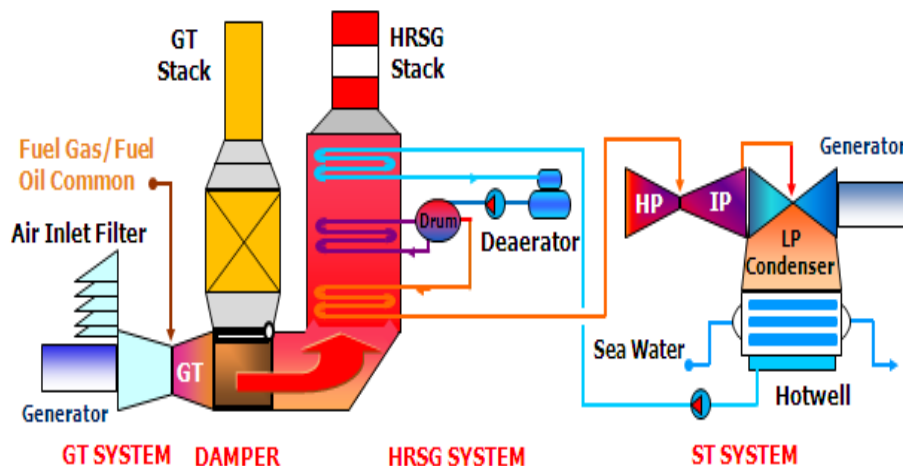 GT
Stack
HRSG
Stack
Fuel Gas/Fuel
Oil Common
Air Inlet Filter
Generator
HP
IP
Drum
Deaerator
LP
Condenser
GT
Sea Water
Hotwell
Generator
GT SYSTEM
DAMPER
HRSG SYSTEM
ST SYSTEM